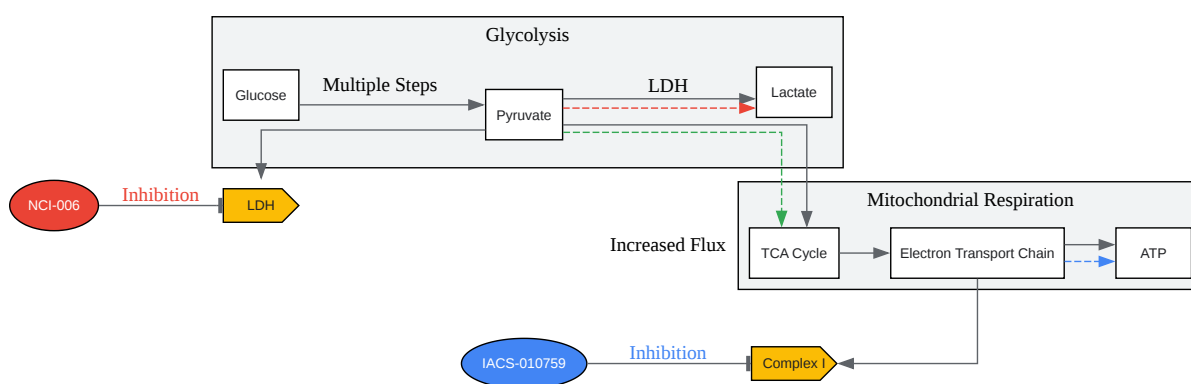 Glycolysis
Glucose
Multiple Steps
Pyruvate
LDH
Lactate
NCI-006
Inhibition
LDH
Mitochondrial Respiration
Increased Flux
TCA Cycle
Electron Transport Chain
ATP
IACS-010759
Inhibition
Complex I